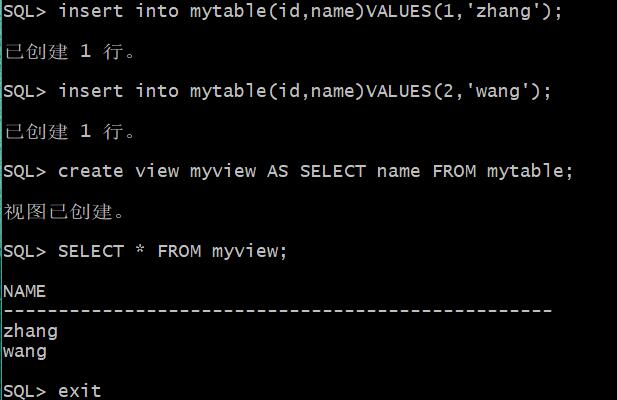 SQL> insert into mytable(id,name)VALUES(1,'zhang');
已创建 1 行。
SQL> insert into mytable(id,name)VALUES(2,'wang');
已创建 1 行。
SQL> create view myview AS SELECT name FROM mytable;
视图已创建。
SQL> SELECT * FROM myview;
NAME
--------------------------------------------------
zhang
wang
SQL> exit